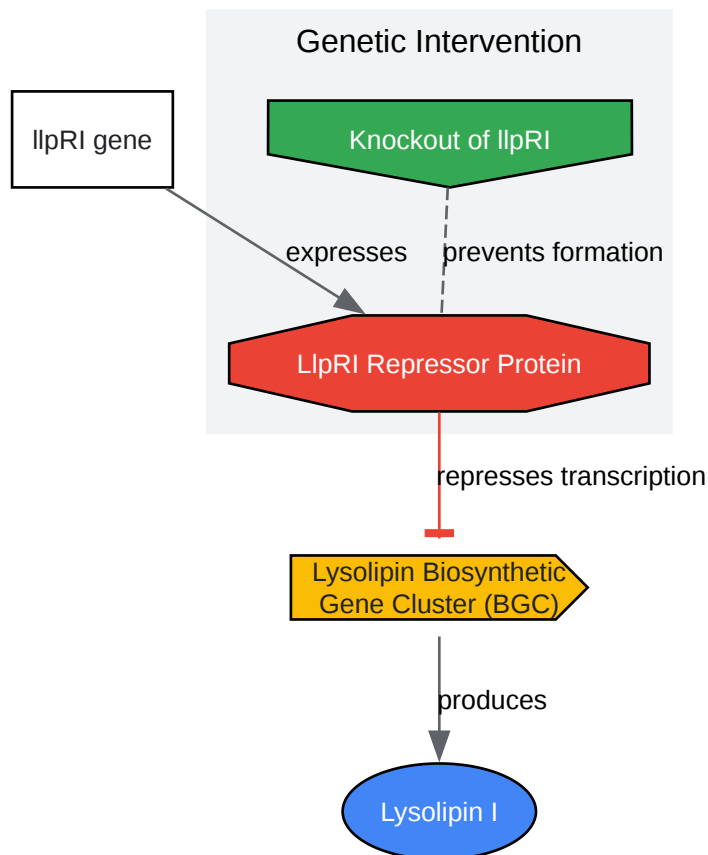 Genetic Intervention
llpRI gene
Knockout of llpRI
expresses
prevents formation
LlpRI Repressor Protein
represses transcription
Lysolipin Biosynthetic
Gene Cluster (BGC)
produces
Lysolipin I